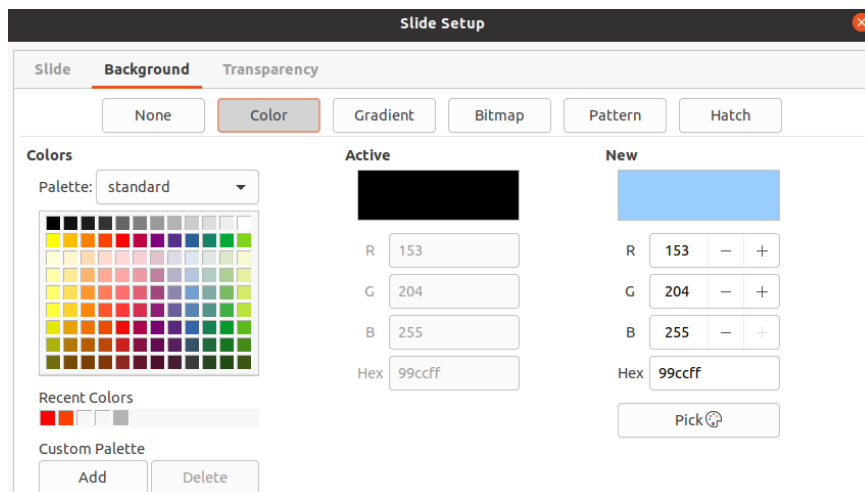 Slide Setup
Slide Background Transparency
None Color Gradient Bitmap Pattern Hatch
Colors Active New
Palette: standard
R 153 R 153 − +
G 204 G 204 − +
B 255 B 255 − +
Hex 99ccff Hex 99ccff
Recent Colors
Pick
Custom Palette
Add Delete